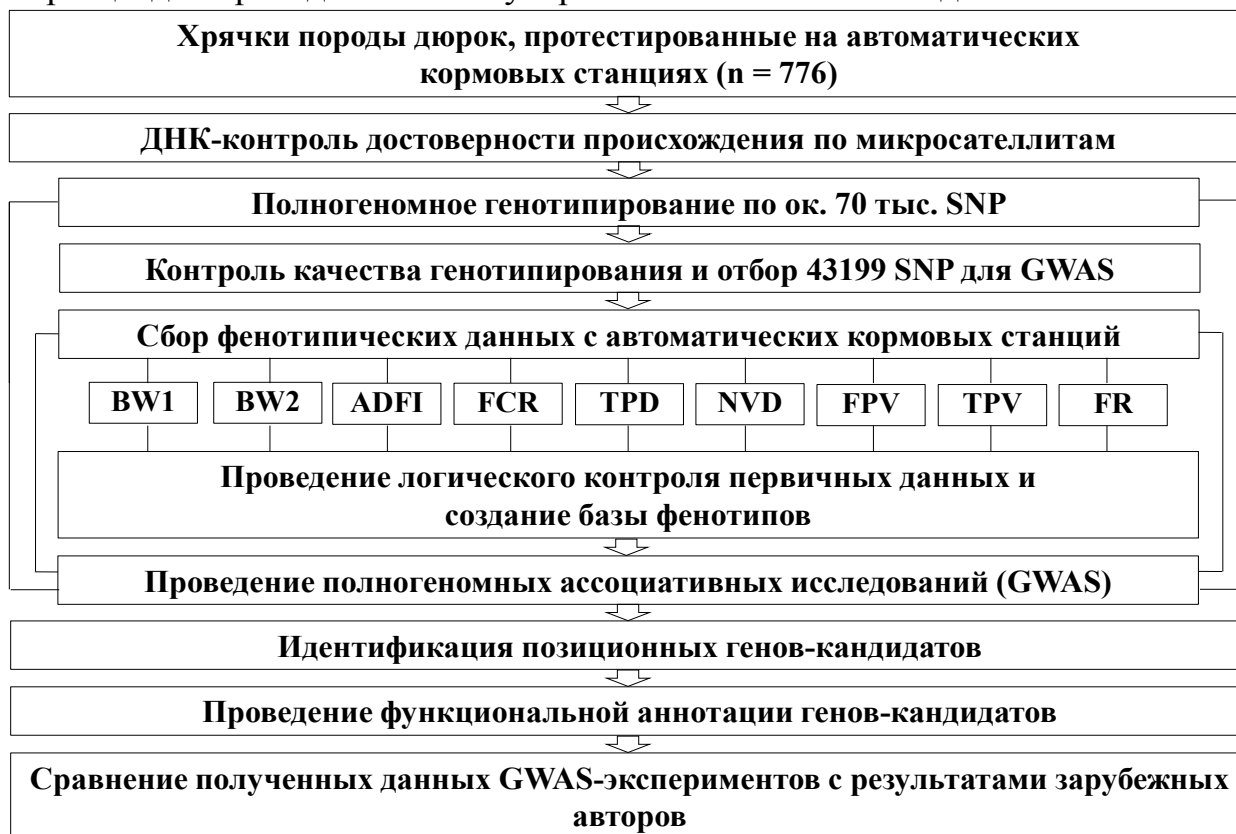 Хрячки породы дюрок, протестированные на автоматических
кормовых станциях (n = 776)
ДНК-контроль достоверности происхождения по микросателлитам
Полногеномное генотипирование по ок. 70 тыс. SNP
Контроль качества генотипирования и отбор 43199 SNP для GWAS
Сбор фенотипических данных с автоматических кормовых станций
BW1 BW2 ADFI FCR TPD NVD FPV TPV FR
Проведение логического контроля первичных данных и
создание базы фенотипов
Проведение полногеномных ассоциативных исследований (GWAS)
Идентификация позиционных генов-кандидатов
Проведение функциональной аннотации генов-кандидатов
Сравнение полученных данных GWAS-экспериментов с результатами зарубежных
авторов